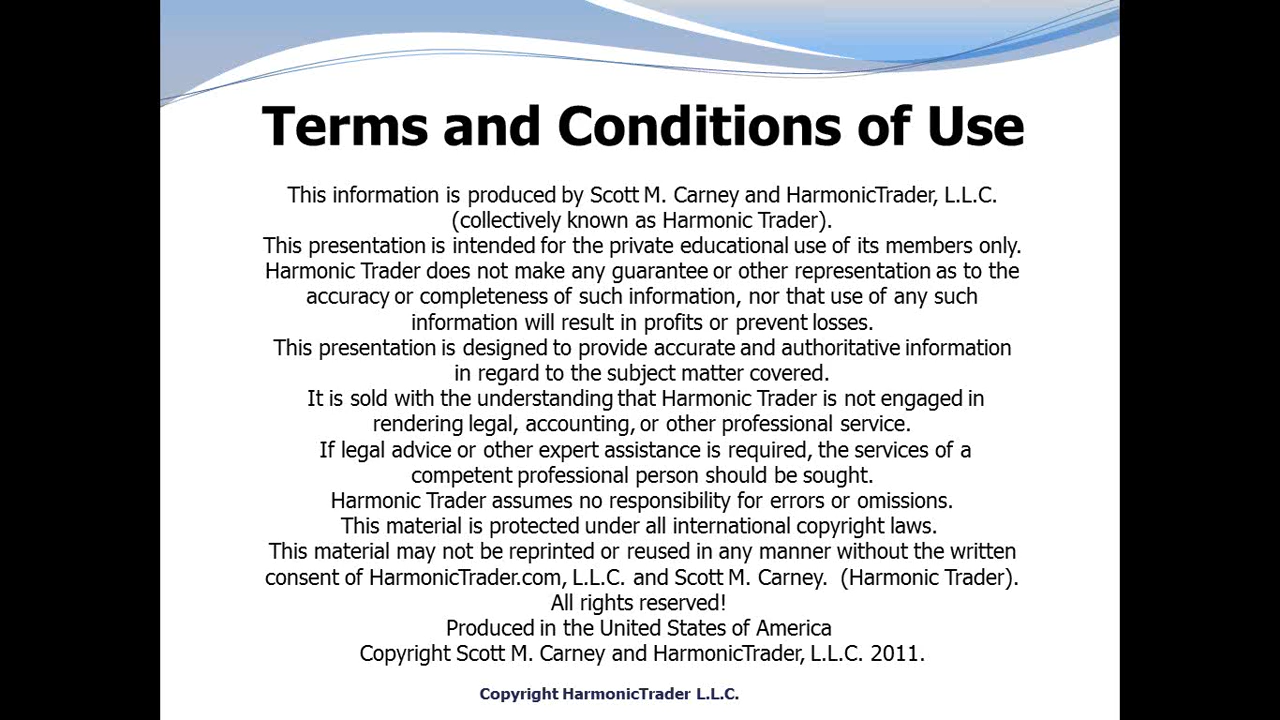 Terms and Conditions of Use
This information is produced by Scott M. Carney and HarmonicTrader, L.L.C.
(collectively known as Harmonic Trader).
This presentation is intended for the private educational use of its members only.
Harmonic Trader does not make any guarantee or other representation as to the
accuracy or completeness of such information, nor that use of any such
information will result in profits or prevent losses.
This presentation is designed to provide accurate and authoritative information
in regard to the subject matter covered.
It is sold with the understanding that Harmonic Trader is not engaged in
rendering legal, accounting, or other professional service.
If legal advice or other expert assistance is required, the services of a
competent professional person should be sought.
Harmonic Trader assumes no responsibility for errors or omissions.
This material is protected under all international copyright laws.
This material may not be reprinted or reused in any manner without the written
consent of HarmonicTrader.com, L.L.C. and Scott M. Carney.  (Harmonic Trader).
All rights reserved!
Produced in the United States of America
Copyright Scott M. Carney and HarmonicTrader, L.L.C. 2011.
Copyright HarmonicTrader L.L.C.